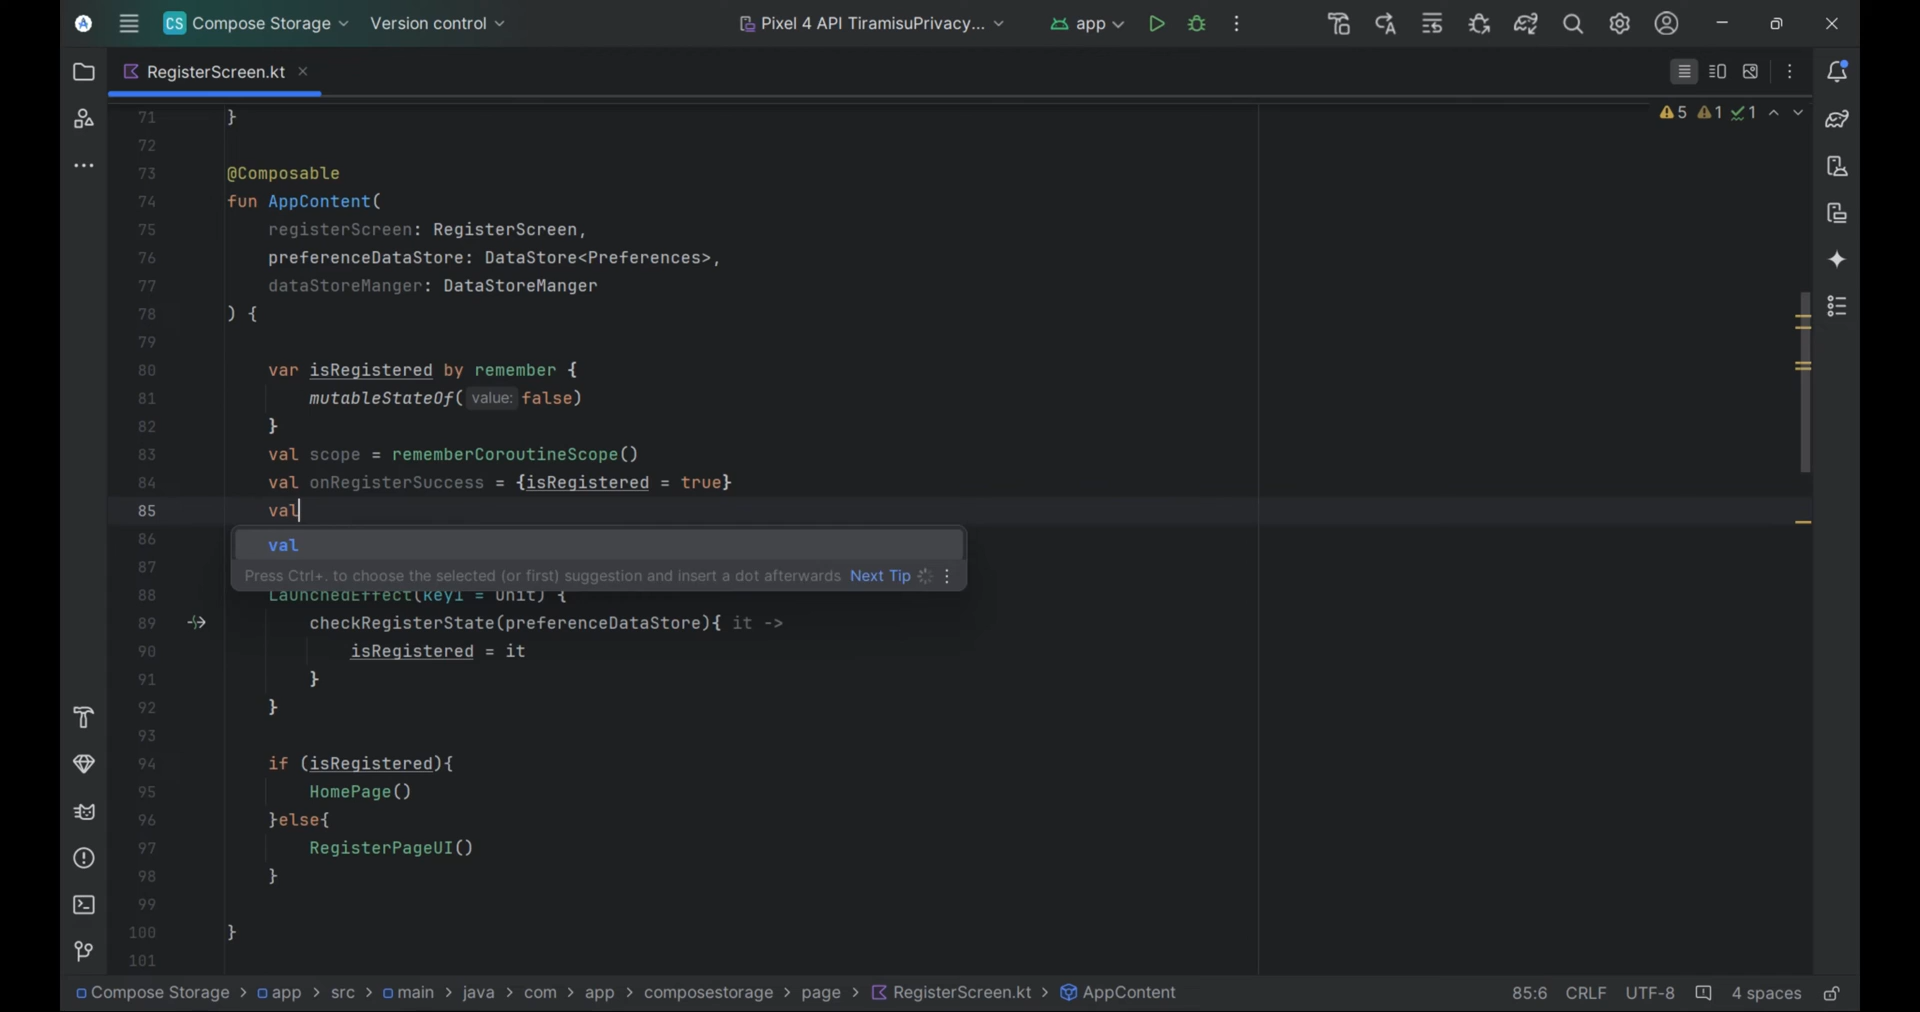 CS Compose Storage Version control Pixel 4 API TiramisuPrivacy... app
RegisterScreen.kt
5 1 1
71 }
72
73 @Composable
74 fun AppContent(
75 registerScreen: RegisterScreen,
76 preferenceDataStore: DataStore<Preferences>,
77 dataStoreManger: DataStoreManger
78 ) {
79
80 var isRegistered by remember {
81 mutableStateOf( value: false)
82 }
83 val scope = rememberCoroutineScope()
84 val onRegisterSuccess = {isRegistered = true}
85 val
86 val
87 Press Ctrl+. to choose the selected (or first) suggestion and insert a dot afterwards Next Tip
88 LaunchedEffect(key1 = Unit) {
89 checkRegisterState(preferenceDataStore){ it ->
90 isRegistered = it
91 }
92 }
93
94 if (isRegistered){
95 HomePage()
96 }else{
97 RegisterPageUI()
98 }
99
100 }
101
Compose Storage > app > src > main > java > com > app > composestorage > page > RegisterScreen.kt > AppContent 85:6 CRLF UTF-8 4 spaces